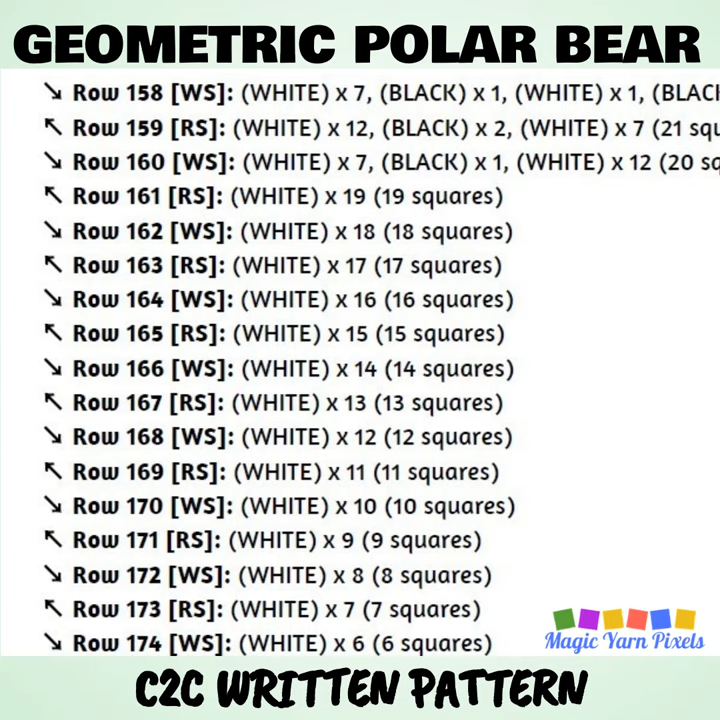 GEOMETRIC POLAR BEAR
↘ Row 158 [WS]: (WHITE) x 7, (BLACK) x 1, (WHITE) x 1, (BLAC
↖ Row 159 [RS]: (WHITE) x 12, (BLACK) x 2, (WHITE) x 7 (21 squ
↘ Row 160 [WS]: (WHITE) x 7, (BLACK) x 1, (WHITE) x 12 (20 sq
↖ Row 161 [RS]: (WHITE) x 19 (19 squares)
↘ Row 162 [WS]: (WHITE) x 18 (18 squares)
↖ Row 163 [RS]: (WHITE) x 17 (17 squares)
↘ Row 164 [WS]: (WHITE) x 16 (16 squares)
↖ Row 165 [RS]: (WHITE) x 15 (15 squares)
↘ Row 166 [WS]: (WHITE) x 14 (14 squares)
↖ Row 167 [RS]: (WHITE) x 13 (13 squares)
↘ Row 168 [WS]: (WHITE) x 12 (12 squares)
↖ Row 169 [RS]: (WHITE) x 11 (11 squares)
↘ Row 170 [WS]: (WHITE) x 10 (10 squares)
↖ Row 171 [RS]: (WHITE) x 9 (9 squares)
↘ Row 172 [WS]: (WHITE) x 8 (8 squares)
↖ Row 173 [RS]: (WHITE) x 7 (7 squares)
↘ Row 174 [WS]: (WHITE) x 6 (6 squares)
Magic Yarn Pixels
C2C WRITTEN PATTERN